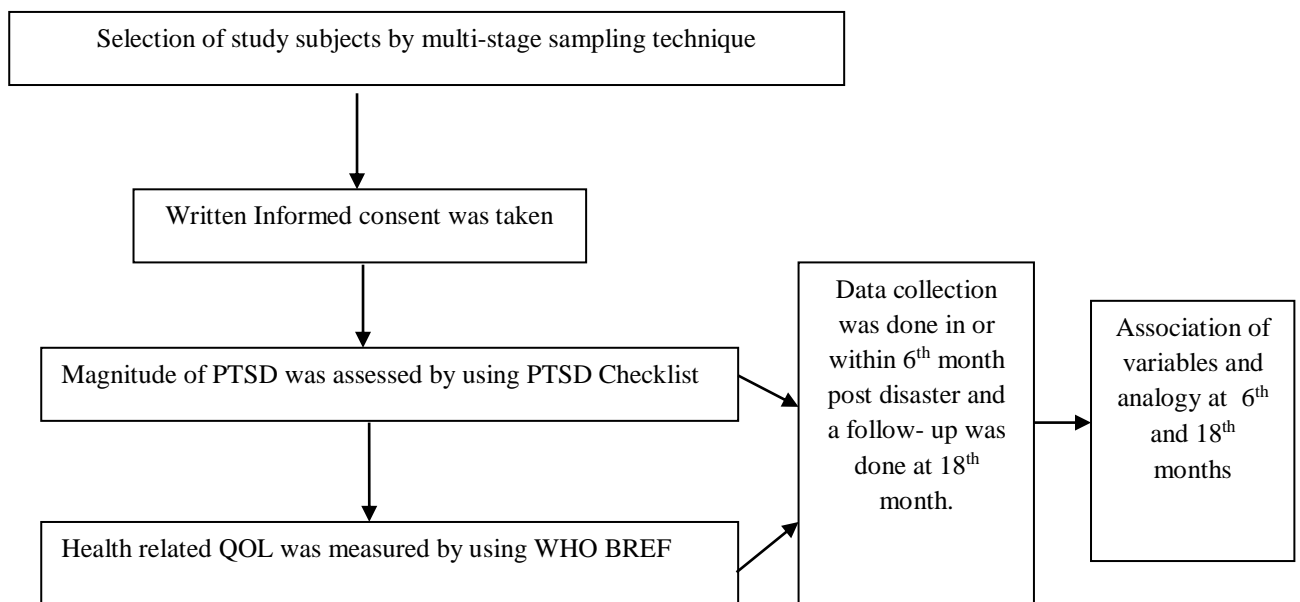 Selection of study subjects by multi-stage sampling technique
Written Informed consent was taken
Magnitude of PTSD was assessed by using PTSD Checklist
Health related QOL was measured by using WHO BREF
Data collection
was done in or
within 6th month
post disaster and
a follow- up was
done at 18th
month.
Association of
variables and
analogy at 6th
and 18th
months